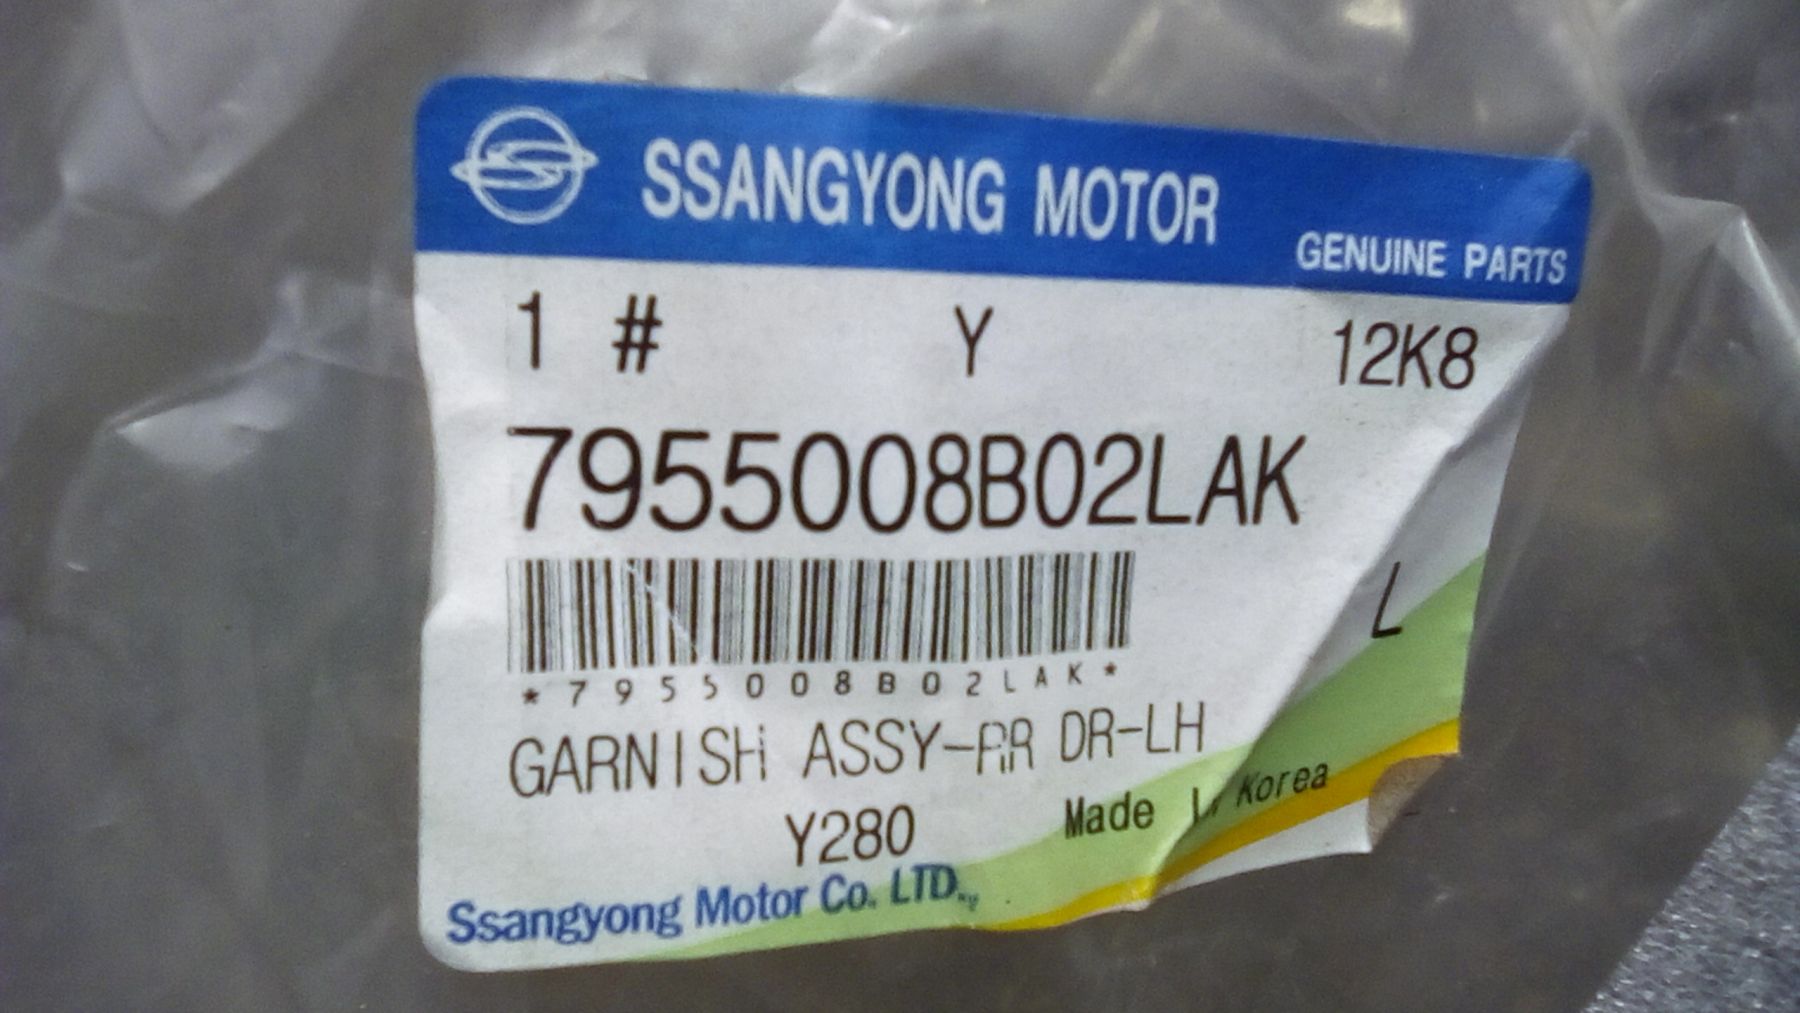 SSANGYONG MOTOR
GENUINE PARTS
1 # Y 12K8
7955008B02LAK
L
*7955008B02LAK*
GARNISH ASSY-RR DR-LH
Made In Korea
Y280
Ssangyong Motor Co. LTD.,